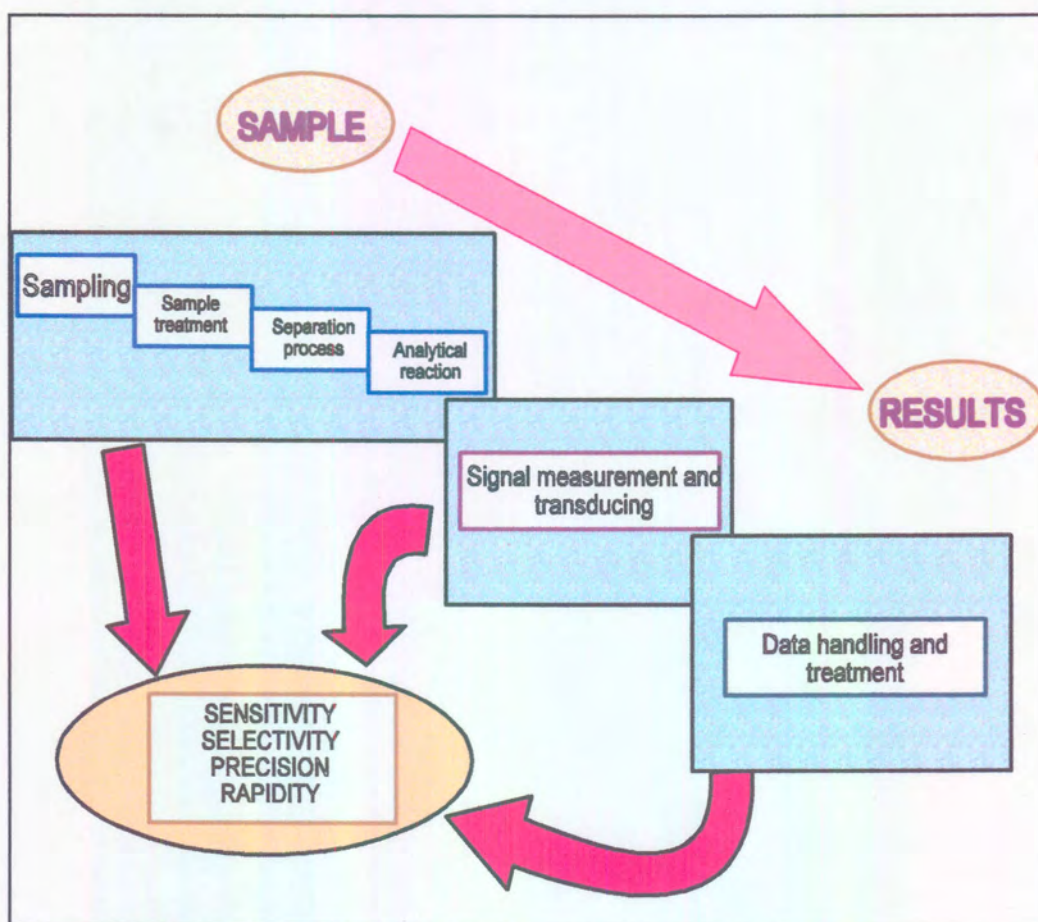 SAMPLE
Sampling
Sample
treatment
Separation
process
Analytical
reaction
RESULTS
Signal measurement and
transducing
Data handling and
treatment
SENSITIVITY
SELECTIVITY
PRECISION
RAPIDITY